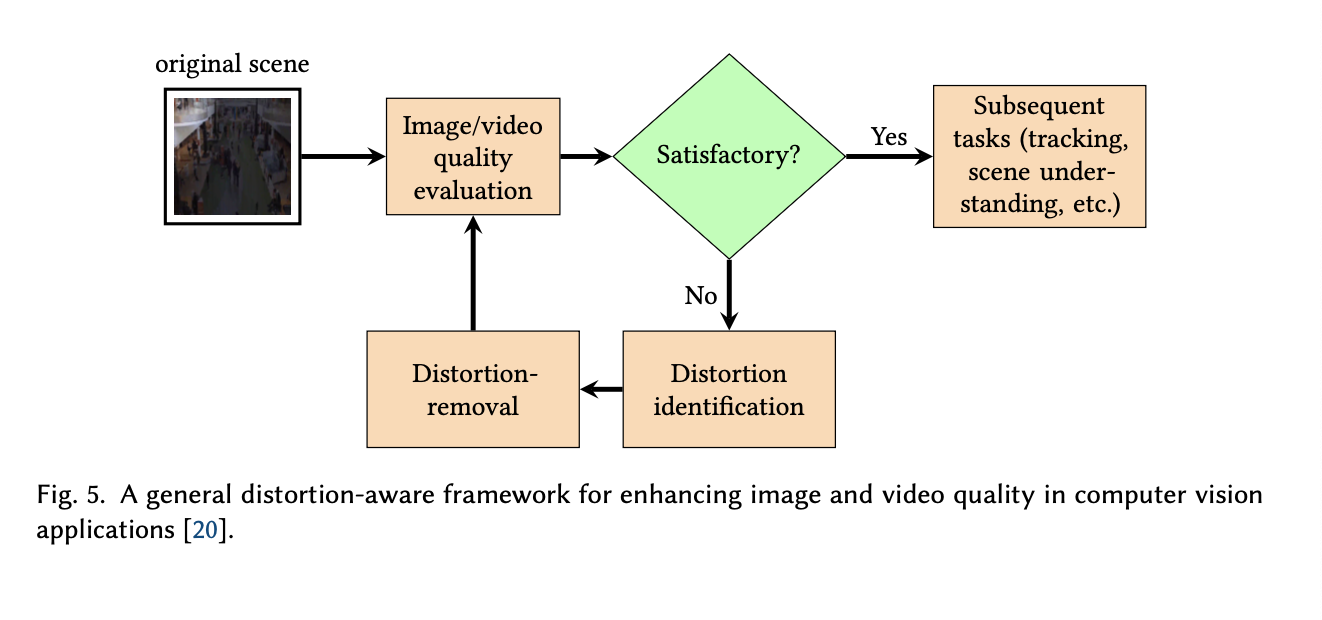 original scene
Image/video
quality
evaluation
Satisfactory?
Yes
Subsequent
tasks (tracking,
scene under-
standing, etc.)
No
Distortion-
removal
Distortion
identification
Fig. 5. A general distortion-aware framework for enhancing image and video quality in computer vision
applications [20].